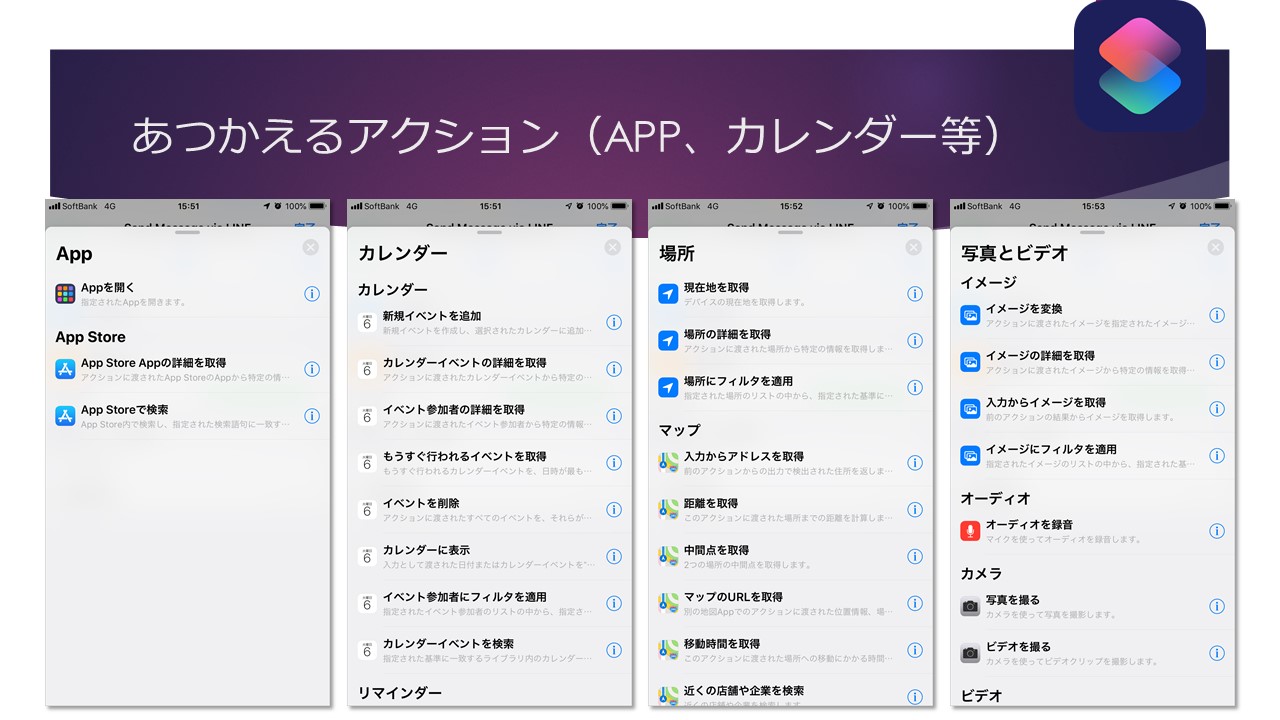 あつかえるアクション（APP、カレンダー等）
SoftBank 4G 15:51 100%
App
Appを開く
指定されたAppを開きます。
App Store
App Store Appの詳細を取得
アクションに渡されたApp StoreのAppから特定の情…
App Storeで検索
App Store内で検索し、指定された検索語句に一致す…
SoftBank 4G 15:51 100%
カレンダー
カレンダー
新規イベントを追加
新規イベントを作成し、選択されたカレンダーに追加…
カレンダーイベントの詳細を取得
アクションに渡されたカレンダーイベントから特定の…
イベント参加者の詳細を取得
アクションに渡されたイベント参加者から特定の情報…
もうすぐ行われるイベントを取得
もうすぐ行われるカレンダーイベントを、日時が最も…
イベントを削除
アクションに渡されたすべてのイベントを、それらが…
カレンダーに表示
入力として渡された日付またはカレンダーイベントを"…
イベント参加者にフィルタを適用
指定されたイベント参加者のリストの中から、指定さ…
カレンダーイベントを検索
指定された基準に一致するライブラリ内のカレンダー…
リマインダー
SoftBank 4G 15:52 100%
場所
現在地を取得
デバイスの現在地を取得します。
場所の詳細を取得
アクションに渡された場所から特定の情報を取得しま…
場所にフィルタを適用
指定された場所のリストの中から、指定された基準に…
マップ
入力からアドレスを取得
前のアクションからの出力で検出された住所を返しま…
距離を取得
このアクションに渡された場所までの距離を計算しま…
中間点を取得
2つの場所の中間点を取得します。
マップのURLを取得
別の地図Appでのアクションに渡された位置情報、場…
移動時間を取得
このアクションに渡された場所への移動にかかる時間…
近くの店舗や企業を検索
SoftBank 4G 15:53 100%
写真とビデオ
イメージ
イメージを変換
アクションに渡されたイメージを指定されたイメージ…
イメージの詳細を取得
アクションに渡されたイメージから特定の情報を取得…
入力からイメージを取得
前のアクションの結果からイメージを取得します。
イメージにフィルタを適用
指定されたイメージのリストの中から、指定された基…
オーディオ
オーディオを録音
マイクを使ってオーディオを録音します。
カメラ
写真を撮る
カメラを使って写真を撮影します。
ビデオを撮る
カメラを使ってビデオクリップを撮影します。
ビデオ